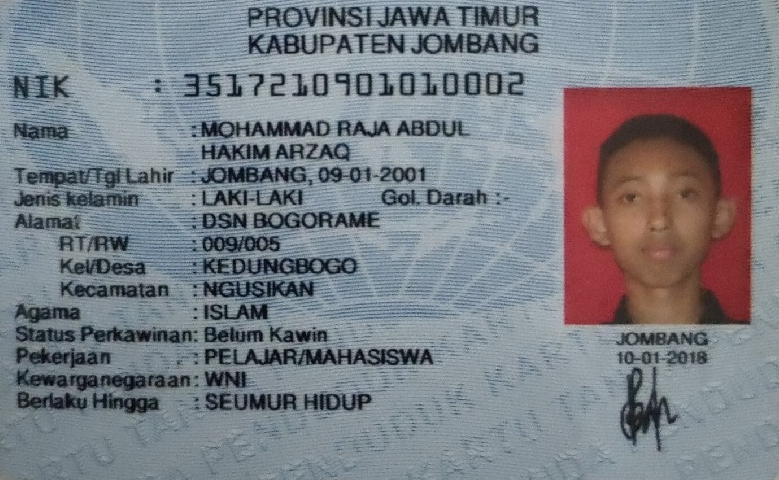 PROVINSI JAWA TIMUR
KABUPATEN JOMBANG
NIK : 3517210901010002
Nama : MOHAMMAD RAJA ABDUL
HAKIM ARZAQ
Tempat/Tgl Lahir : JOMBANG, 09-01-2001
Jenis kelamin : LAKI-LAKI Gol. Darah :-
Alamat : DSN BOGORAME
RT/RW : 009/005
Kel/Desa : KEDUNGBOGO
Kecamatan : NGUSIKAN
Agama : ISLAM
Status Perkawinan: Belum Kawin
Pekerjaan : PELAJAR/MAHASISWA
Kewarganegaraan: WNI
Berlaku Hingga : SEUMUR HIDUP
JOMBANG
10-01-2018